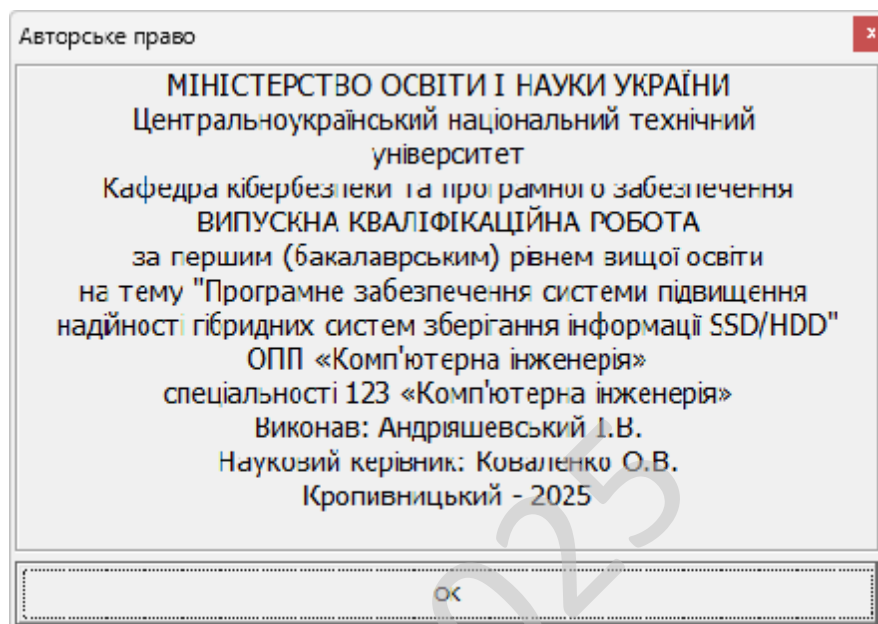 Авторське право
x
МІНІСТЕРСТВО ОСВІТИ І НАУКИ УКРАЇНИ
Центральноукраїнський національний технічний
університет
Кафедра кібербезпеки та програмного забезпечення
ВИПУСКНА КВАЛІФІКАЦІЙНА РОБОТА
за першим (бакалаврським) рівнем вищої освіти
на тему "Програмне забезпечення системи підвищення
надійності гібридних систем зберігання інформації SSD/HDD"
ОПП «Комп'ютерна інженерія»
спеціальності 123 «Комп'ютерна інженерія»
Виконав: Андріяшевський І.В.
Науковий керівник: Коваленко О.В.
Кропивницький - 2025
ОК